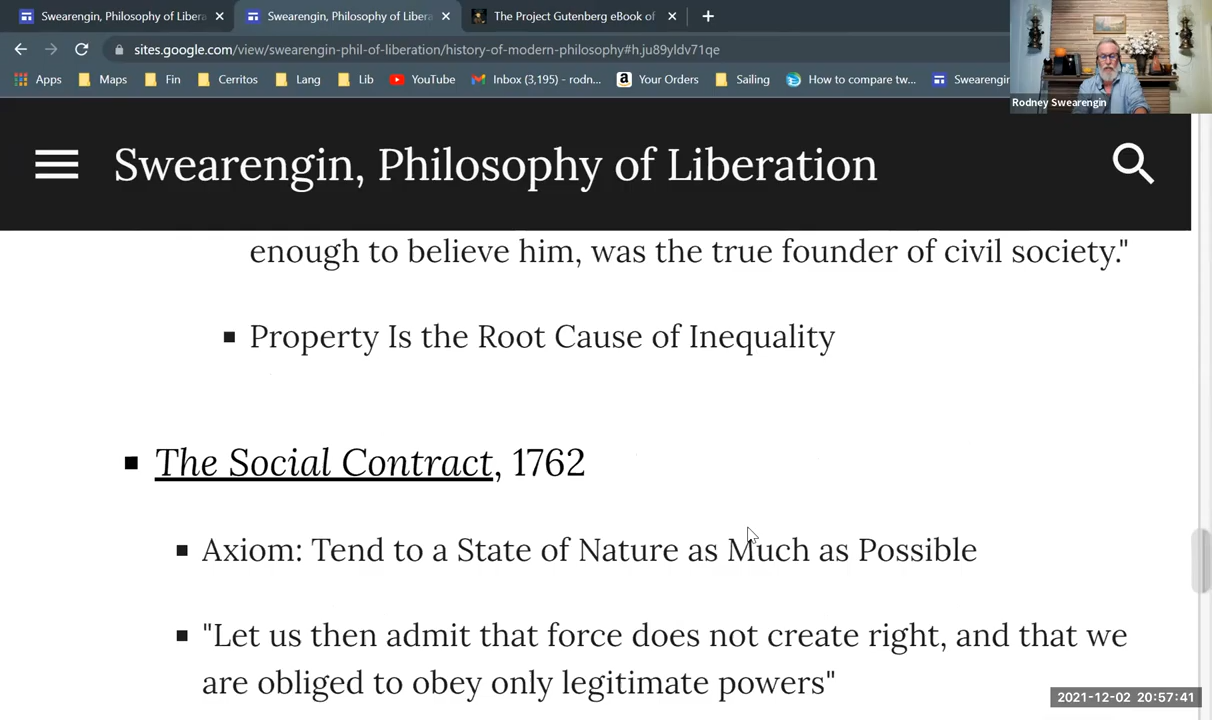 Swearengin, Philosophy of Libera
Swearengin, Philosophy of Libera
The Project Gutenberg eBook of
sites.google.com/view/swearengin-phil-of-liberation/history-of-modern-philosophy#h.ju89yldv71qe
Apps Maps Fin Cerritos Lang Lib YouTube Inbox (3,195) - rodn... Your Orders Sailing How to compare tw... Swearengin
Rodney Swearengin
Swearengin, Philosophy of Liberation
enough to believe him, was the true founder of civil society."
Property Is the Root Cause of Inequality
The Social Contract, 1762
Axiom: Tend to a State of Nature as Much as Possible
"Let us then admit that force does not create right, and that we
are obliged to obey only legitimate powers"
2021-12-02 20:57:41